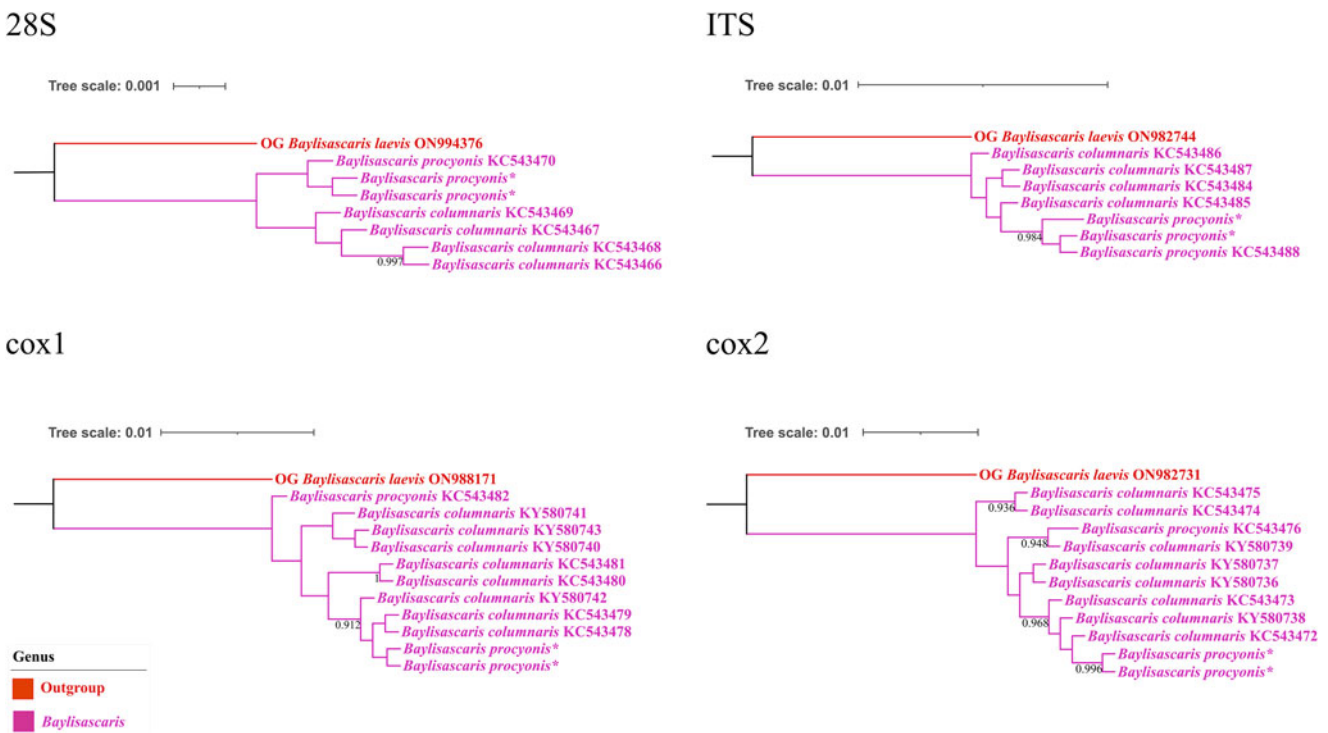 28S
Tree scale: 0.001
OG Baylisascaris laevis ON994376
Baylisascaris procyonis KC543470
Baylisascaris procyonis*
Baylisascaris procyonis*
Baylisascaris columnaris KC543469
Baylisascaris columnaris KC543467
Baylisascaris columnaris KC543468
0.997
Baylisascaris columnaris KC543466
ITS
Tree scale: 0.01
OG Baylisascaris laevis ON982744
Baylisascaris columnaris KC543486
Baylisascaris columnaris KC543487
Baylisascaris columnaris KC543484
Baylisascaris columnaris KC543485
Baylisascaris procyonis*
0.984
Baylisascaris procyonis*
Baylisascaris procyonis KC543488
cox1
Tree scale: 0.01
OG Baylisascaris laevis ON988171
Baylisascaris procyonis KC543482
Baylisascaris columnaris KY580741
Baylisascaris columnaris KY580743
Baylisascaris columnaris KY580740
Baylisascaris columnaris KC543481
1
Baylisascaris columnaris KC543480
Baylisascaris columnaris KY580742
Baylisascaris columnaris KC543479
0.912
Baylisascaris columnaris KC543478
Baylisascaris procyonis*
Baylisascaris procyonis*
Genus
Outgroup
Baylisascaris
cox2
Tree scale: 0.01
OG Baylisascaris laevis ON982731
Baylisascaris columnaris KC543475
0.936
Baylisascaris columnaris KC543474
Baylisascaris procyonis KC543476
0.948
Baylisascaris columnaris KY580739
Baylisascaris columnaris KY580737
Baylisascaris columnaris KY580736
Baylisascaris columnaris KC543473
0.968
Baylisascaris columnaris KY580738
Baylisascaris columnaris KC543472
Baylisascaris procyonis*
0.996
Baylisascaris procyonis*